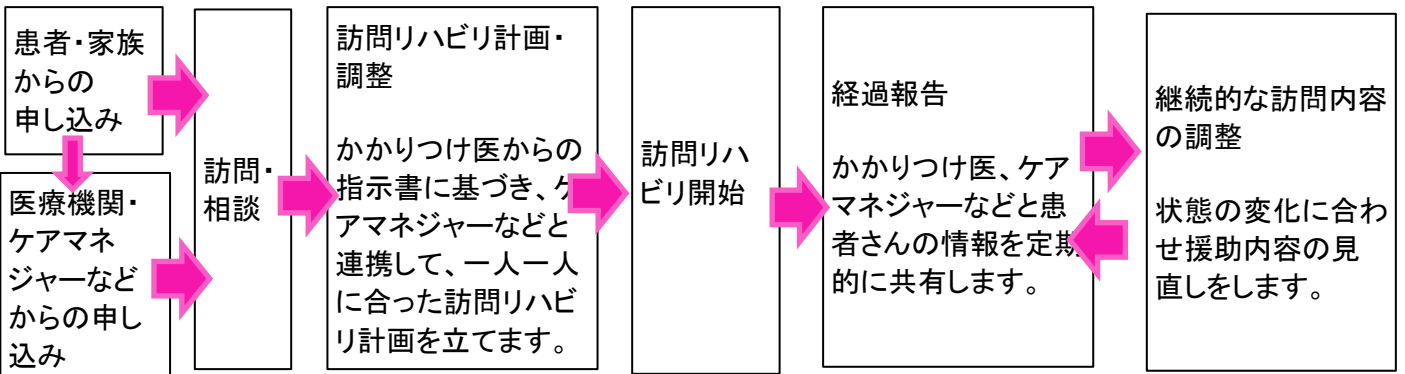 患者・家族
からの
申し込み
医療機関・
ケアマネ
ジャーなど
からの申し
込み
訪問・
相談
訪問リハビリ計画・
調整
かかりつけ医からの
指示書に基づき、ケ
アマネジャーなどと
連携して、一人一人
に合った訪問リハビ
リ計画を立てます。
訪問リハ
ビリ開始
経過報告
かかりつけ医、ケア
マネジャーなどと患
者さんの情報を定期
的に共有します。
継続的な訪問内容
の調整
状態の変化に合わ
せ援助内容の見
直しをします。